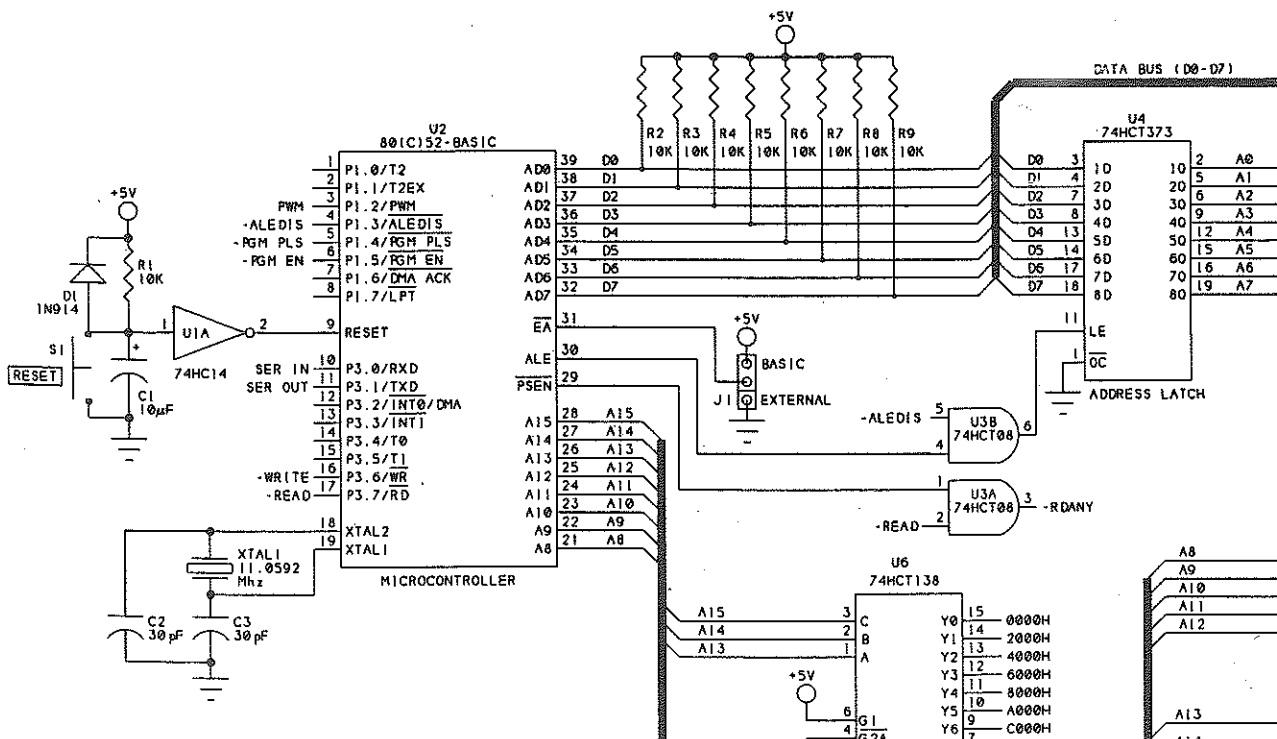 +5V
DATA BUS (D0-D7)
U2
80(C)52-BASIC
U4
74HCT373
R2 R3 R4 R5 R6 R7 R8 R9
10K 10K 10K 10K 10K 10K 10K 10K
1 P1.0/T2 AD0 39 D0
2 P1.1/T2EX AD1 38 D1
PWM 3 P1.2/PWM AD2 37 D2
-ALEDIS 4 P1.3/ALEDIS AD3 36 D3
-PGM PLS 5 P1.4/PGM PLS AD4 35 D4
-PGM EN 6 P1.5/PGM EN AD5 34 D5
7 P1.6/DMA ACK AD6 33 D6
8 P1.7/LPT AD7 32 D7
D0 3 1D 1Q 2 A0
D1 4 2D 2Q 5 A1
D2 7 3D 3Q 6 A2
D3 8 4D 4Q 9 A3
D4 13 5D 5Q 12 A4
D5 14 6D 6Q 15 A5
D6 17 7D 7Q 16 A6
D7 18 8D 8Q 19 A7
11 LE
1 OC
ADDRESS LATCH
+5V
R1
10K
D1
1N914
1 U1A 2
74HC14
S1
RESET
+
C1
10µF
9 RESET
EA 31
ALE 30
PSEN 29
+5V
BASIC
J1 EXTERNAL
SER IN 10 P3.0/RXD
SER OUT 11 P3.1/TXD
12 P3.2/INT0/DMA
13 P3.3/INT1
14 P3.4/T0
15 P3.5/T1
-WRITE 16 P3.6/WR
-READ 17 P3.7/RD
18 XTAL2
19 XTAL1
A15 28 A15
A14 27 A14
A13 26 A13
A12 25 A12
A11 24 A11
A10 23 A10
A9 22 A9
A8 21 A8
MICROCONTROLLER
XTAL1
11.0592
Mhz
C2
30pF
C3
30pF
-ALEDIS 5
4
U3B
74HCT08
6
1
-READ 2
U3A
74HCT08
3 -RDANY
U6
74HCT138
A15 3 C
A14 2 B
A13 1 A
+5V
6 G1
4 G2A
Y0 15 0000H
Y1 14 2000H
Y2 13 4000H
Y3 12 6000H
Y4 11 8000H
Y5 10 A000H
Y6 9 C000H
7
A8
A9
A10
A11
A12
A13